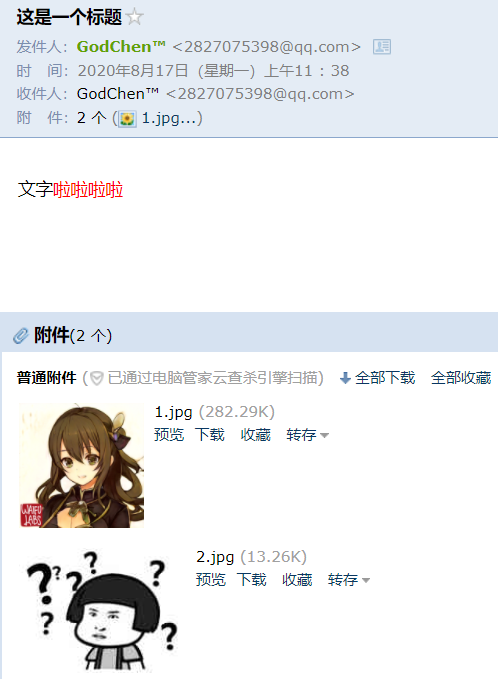 这是一个标题
发件人：GodChen™ <2827075398@qq.com>
时　间：2020年8月17日（星期一）上午11：38
收件人：GodChen™ <2827075398@qq.com>
附　件：2 个 ( 1.jpg...)
文字啦啦啦啦
附件(2 个)
普通附件 ( 已通过电脑管家云查杀引擎扫描) 全部下载 全部收藏
1.jpg (282.29K)
预览 下载 收藏 转存
WAIFU
LABS
2.jpg (13.26K)
预览 下载 收藏 转存
? ? ? ? ? ?